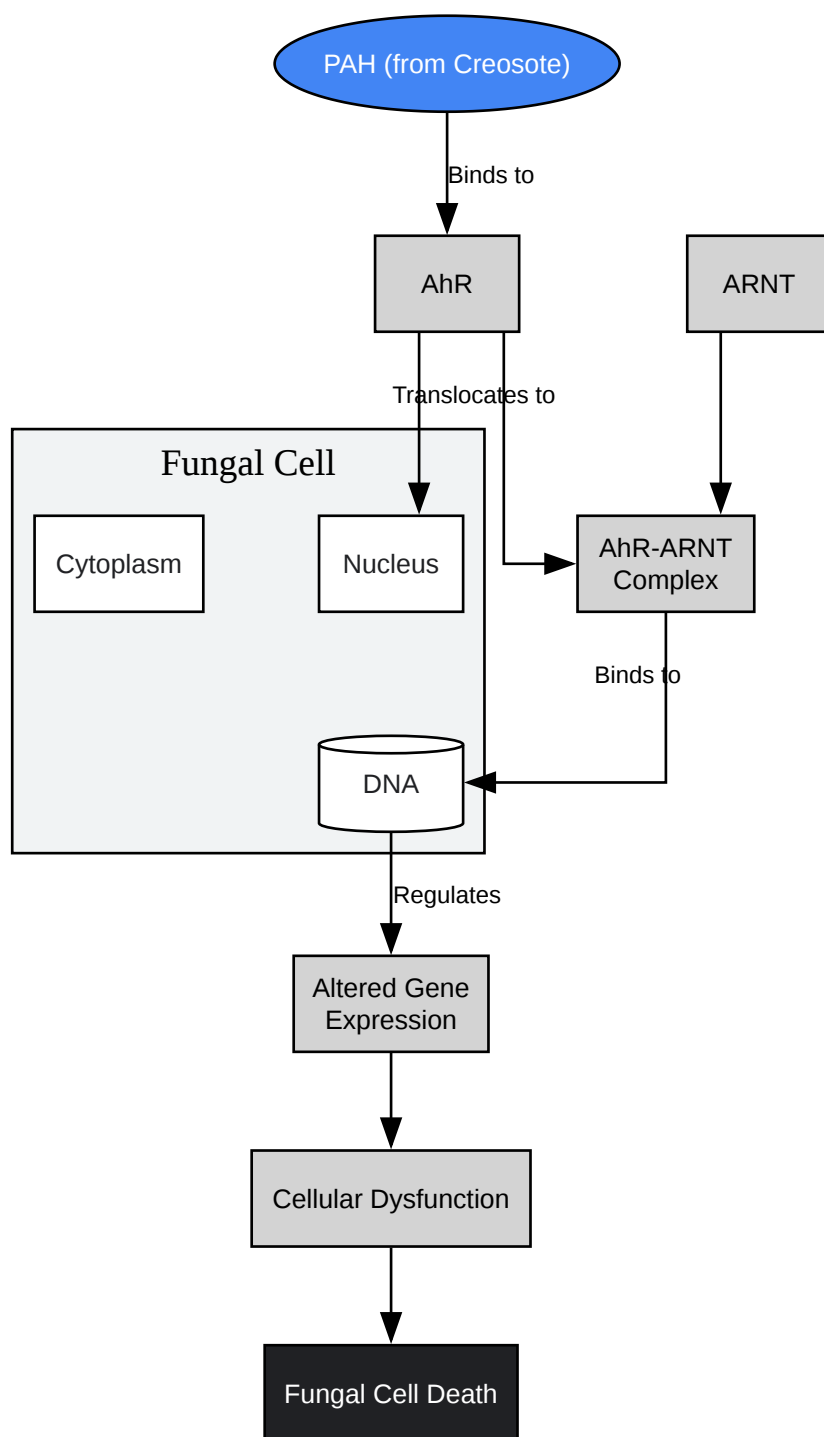 PAH (from Creosote)
Binds to
AhR
ARNT
Translocates to
Fungal Cell
Cytoplasm
Nucleus
AhR-ARNT
Complex
Binds to
DNA
Regulates
Altered Gene
Expression
Cellular Dysfunction
Fungal Cell Death